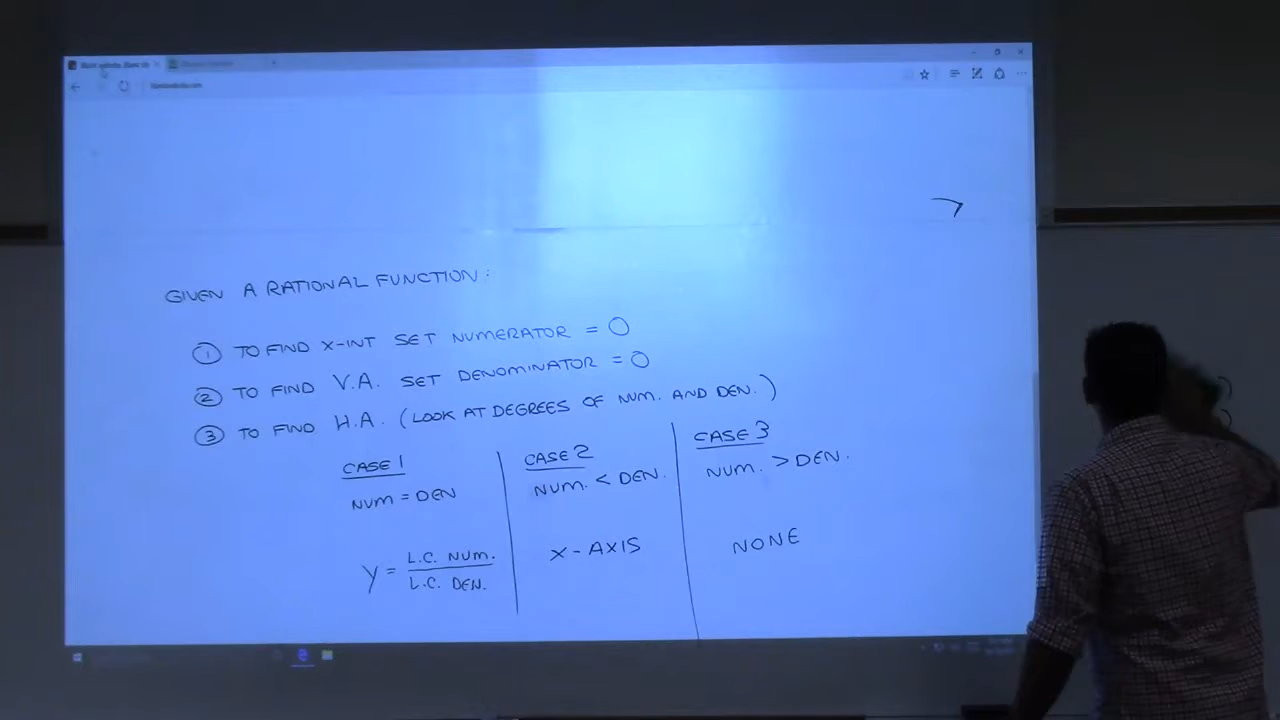 GIVEN A RATIONAL FUNCTION:
① TO FIND X-INT SET NUMERATOR = 0
② TO FIND V.A. SET DENOMINATOR = 0
③ TO FIND H.A. (LOOK AT DEGREES OF NUM. AND DEN.)
CASE 1
NUM = DEN
y = L.C. NUM. / L.C. DEN.
CASE 2
NUM. < DEN.
X-AXIS
CASE 3
NUM. > DEN.
NONE